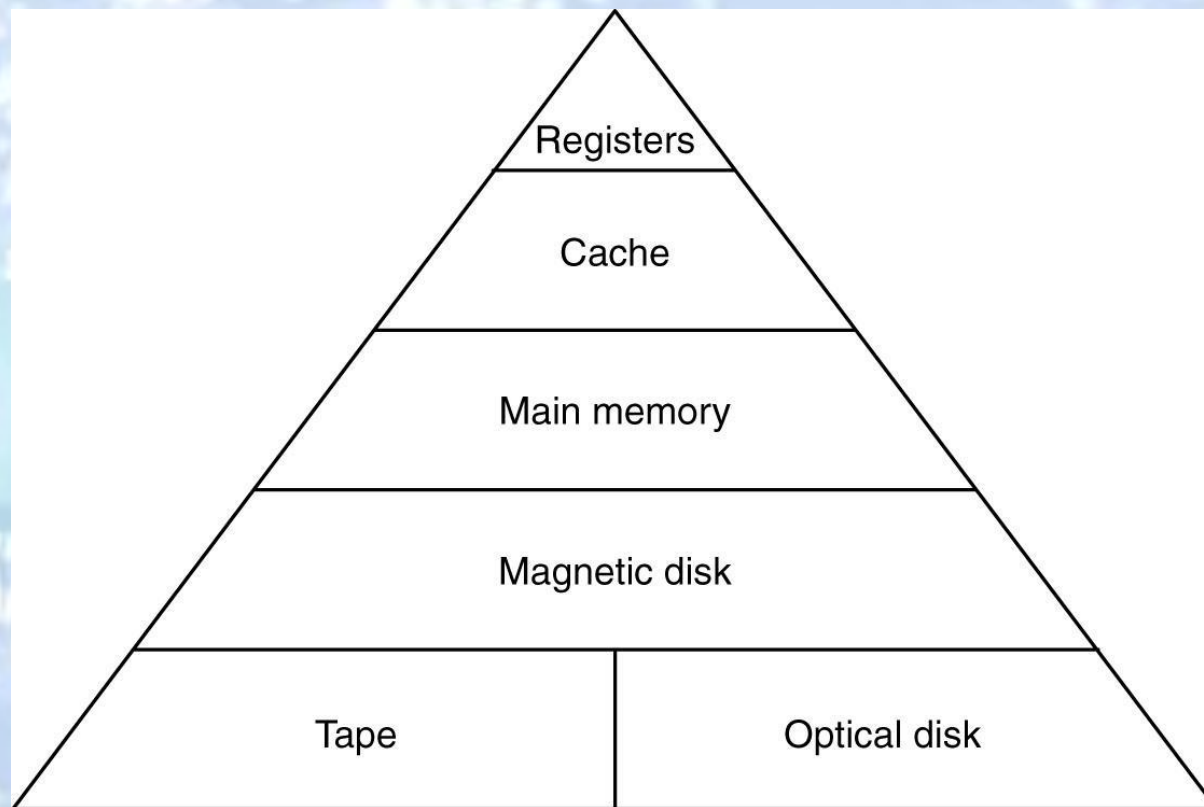 Registers
Cache
Main memory
Magnetic disk
Tape
Optical disk